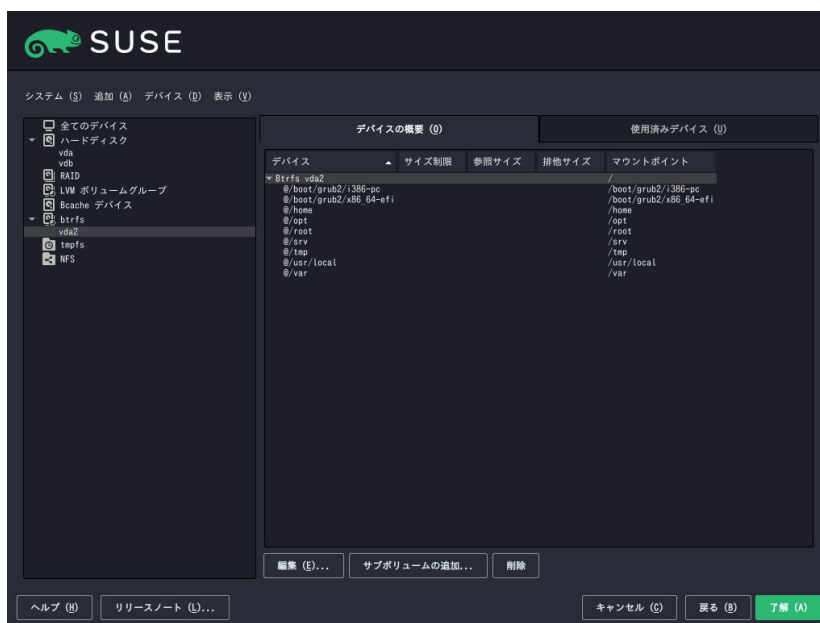 SUSE
システム (S) 追加 (A) デバイス (D) 表示 (V)
全てのデバイス
ハードディスク
vda
vdb
RAID
LVM ボリュームグループ
Bcache デバイス
btrfs
vda2
tmpfs
NFS
デバイスの概要 (O) 使用済みデバイス (U)
デバイス サイズ制限 参照サイズ 排他サイズ マウントポイント
Btrfs vda2 /
@/boot/grub2/i386-pc /boot/grub2/i386-pc
@/boot/grub2/x86_64-efi /boot/grub2/x86_64-efi
@/home /home
@/opt /opt
@/root /root
@/srv /srv
@/tmp /tmp
@/usr/local /usr/local
@/var /var
編集 (E)... サブボリュームの追加... 削除
ヘルプ (H) リリースノート (L)... キャンセル (C) 戻る (B) 了解 (A)